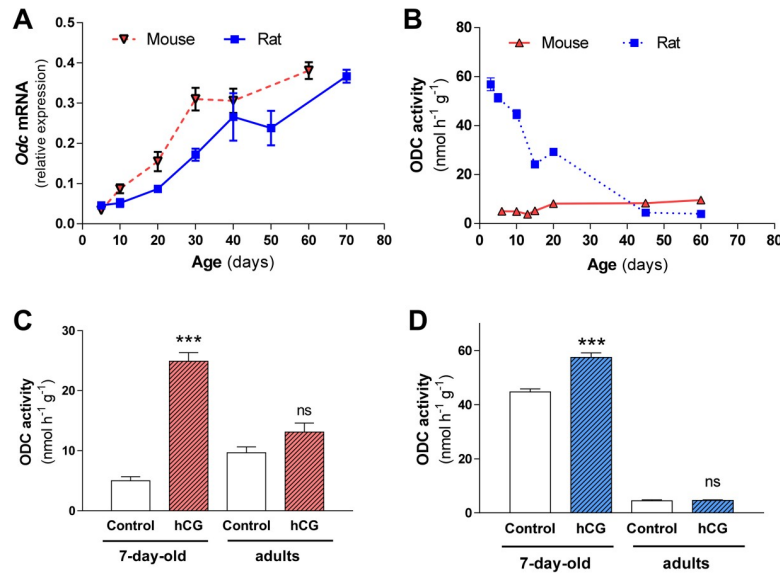 A
Mouse
Rat
Odc mRNA
(relative expression)
0.5
0.4
0.3
0.2
0.1
0.0
0 10 20 30 40 50 60 70 80
Age (days)
B
Mouse
Rat
ODC activity
(nmol h⁻¹ g⁻¹)
80
60
40
20
0
0 10 20 30 40 50 60 70 80
Age (days)
C
ODC activity
(nmol h⁻¹ g⁻¹)
30
20
10
0
***
ns
Control hCG Control hCG
7-day-old adults
D
ODC activity
(nmol h⁻¹ g⁻¹)
60
40
20
0
***
ns
Control hCG Control hCG
7-day-old adults